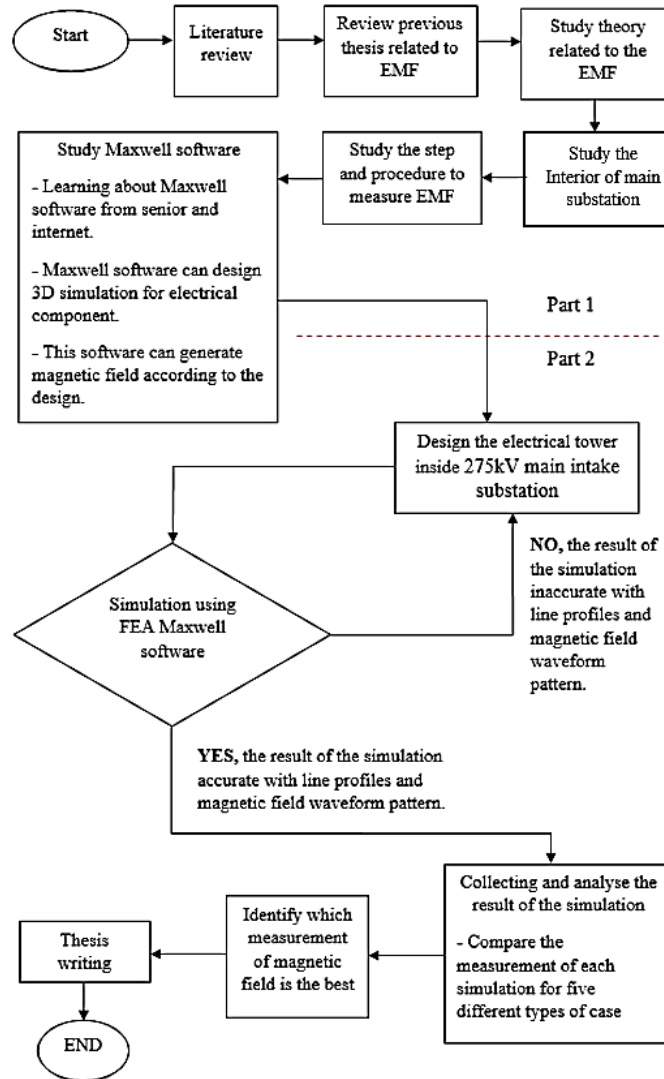 Start
Literature
review
Review previous
thesis related to
EMF
Study theory
related to the
EMF
Study the
Interior of main
substation
Study the step
and procedure to
measure EMF
Study Maxwell software
- Learning about Maxwell
software from senior and
internet.
- Maxwell software can design
3D simulation for electrical
component.
- This software can generate
magnetic field according to the
design.
Part 1
Part 2
Design the electrical tower
inside 275kV main intake
substation
Simulation using
FEA Maxwell
software
NO, the result of
the simulation
inaccurate with
line profiles and
magnetic field
waveform
pattern.
YES, the result of the simulation
accurate with line profiles and
magnetic field waveform pattern.
Collecting and analyse the
result of the simulation
- Compare the
measurement of each
simulation for five
different types of case
Identify which
measurement
of magnetic
field is the best
Thesis
writing
END